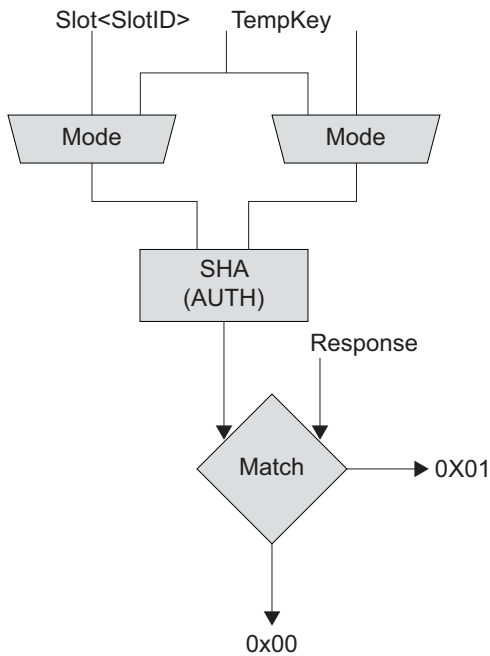 Slot<SlotID> TempKey
Mode Mode
SHA
(AUTH)
Response
Match 0X01
0x00